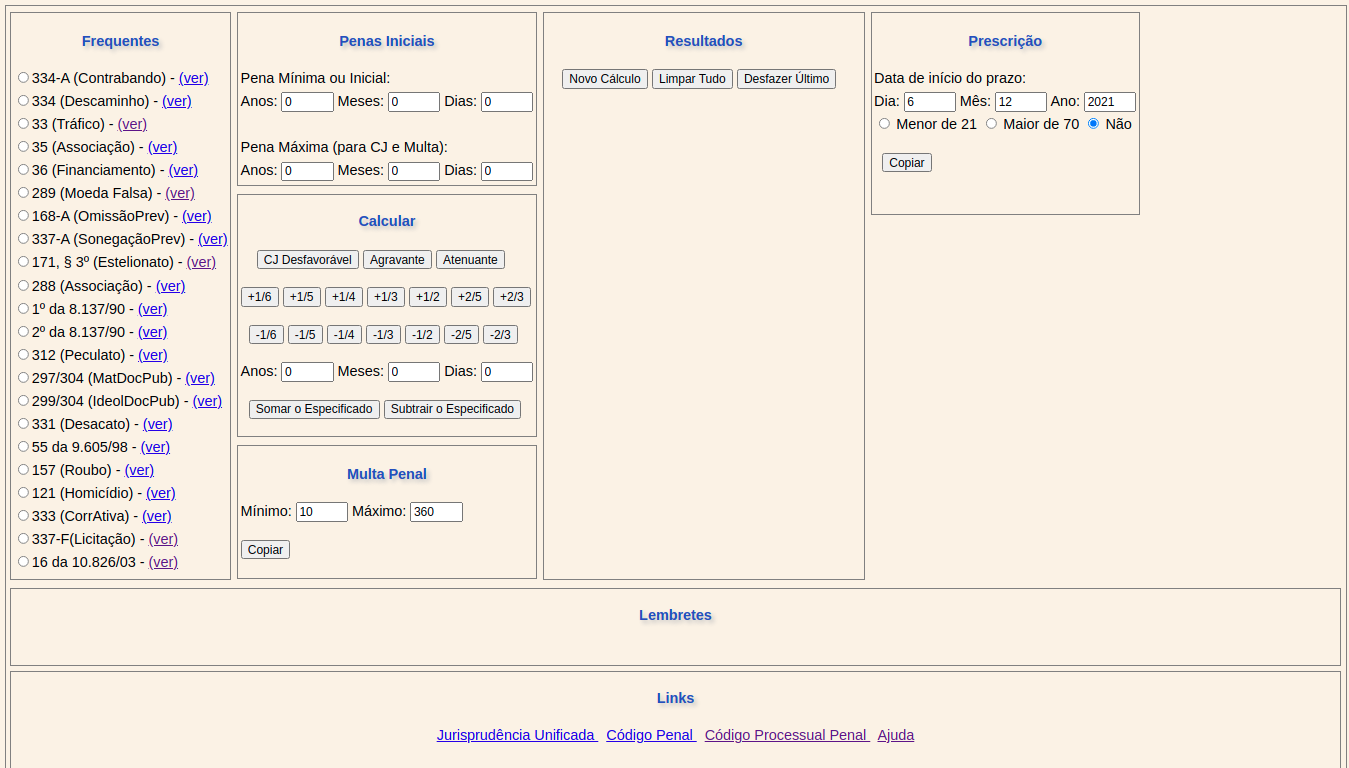 Frequentes
334-A (Contrabando) - (ver)
334 (Descaminho) - (ver)
33 (Tráfico) - (ver)
35 (Associação) - (ver)
36 (Financiamento) - (ver)
289 (Moeda Falsa) - (ver)
168-A (OmissãoPrev) - (ver)
337-A (SonegaçãoPrev) - (ver)
171, § 3º (Estelionato) - (ver)
288 (Associação) - (ver)
1º da 8.137/90 - (ver)
2º da 8.137/90 - (ver)
312 (Peculato) - (ver)
297/304 (MatDocPub) - (ver)
299/304 (IdeolDocPub) - (ver)
331 (Desacato) - (ver)
55 da 9.605/98 - (ver)
157 (Roubo) - (ver)
121 (Homicídio) - (ver)
333 (CorrAtiva) - (ver)
337-F(Licitação) - (ver)
16 da 10.826/03 - (ver)
Penas Iniciais
Pena Mínima ou Inicial:
Anos: 0 Meses: 0 Dias: 0
Pena Máxima (para CJ e Multa):
Anos: 0 Meses: 0 Dias: 0
Calcular
CJ Desfavorável Agravante Atenuante
+1/6 +1/5 +1/4 +1/3 +1/2 +2/5 +2/3
-1/6 -1/5 -1/4 -1/3 -1/2 -2/5 -2/3
Anos: 0 Meses: 0 Dias: 0
Somar o Especificado Subtrair o Especificado
Multa Penal
Mínimo: 10 Máximo: 360
Copiar
Resultados
Novo Cálculo Limpar Tudo Desfazer Último
Prescrição
Data de início do prazo:
Dia: 6 Mês: 12 Ano: 2021
Menor de 21 Maior de 70 Não
Copiar
Lembretes
Links
Jurisprudência Unificada Código Penal Código Processual Penal Ajuda